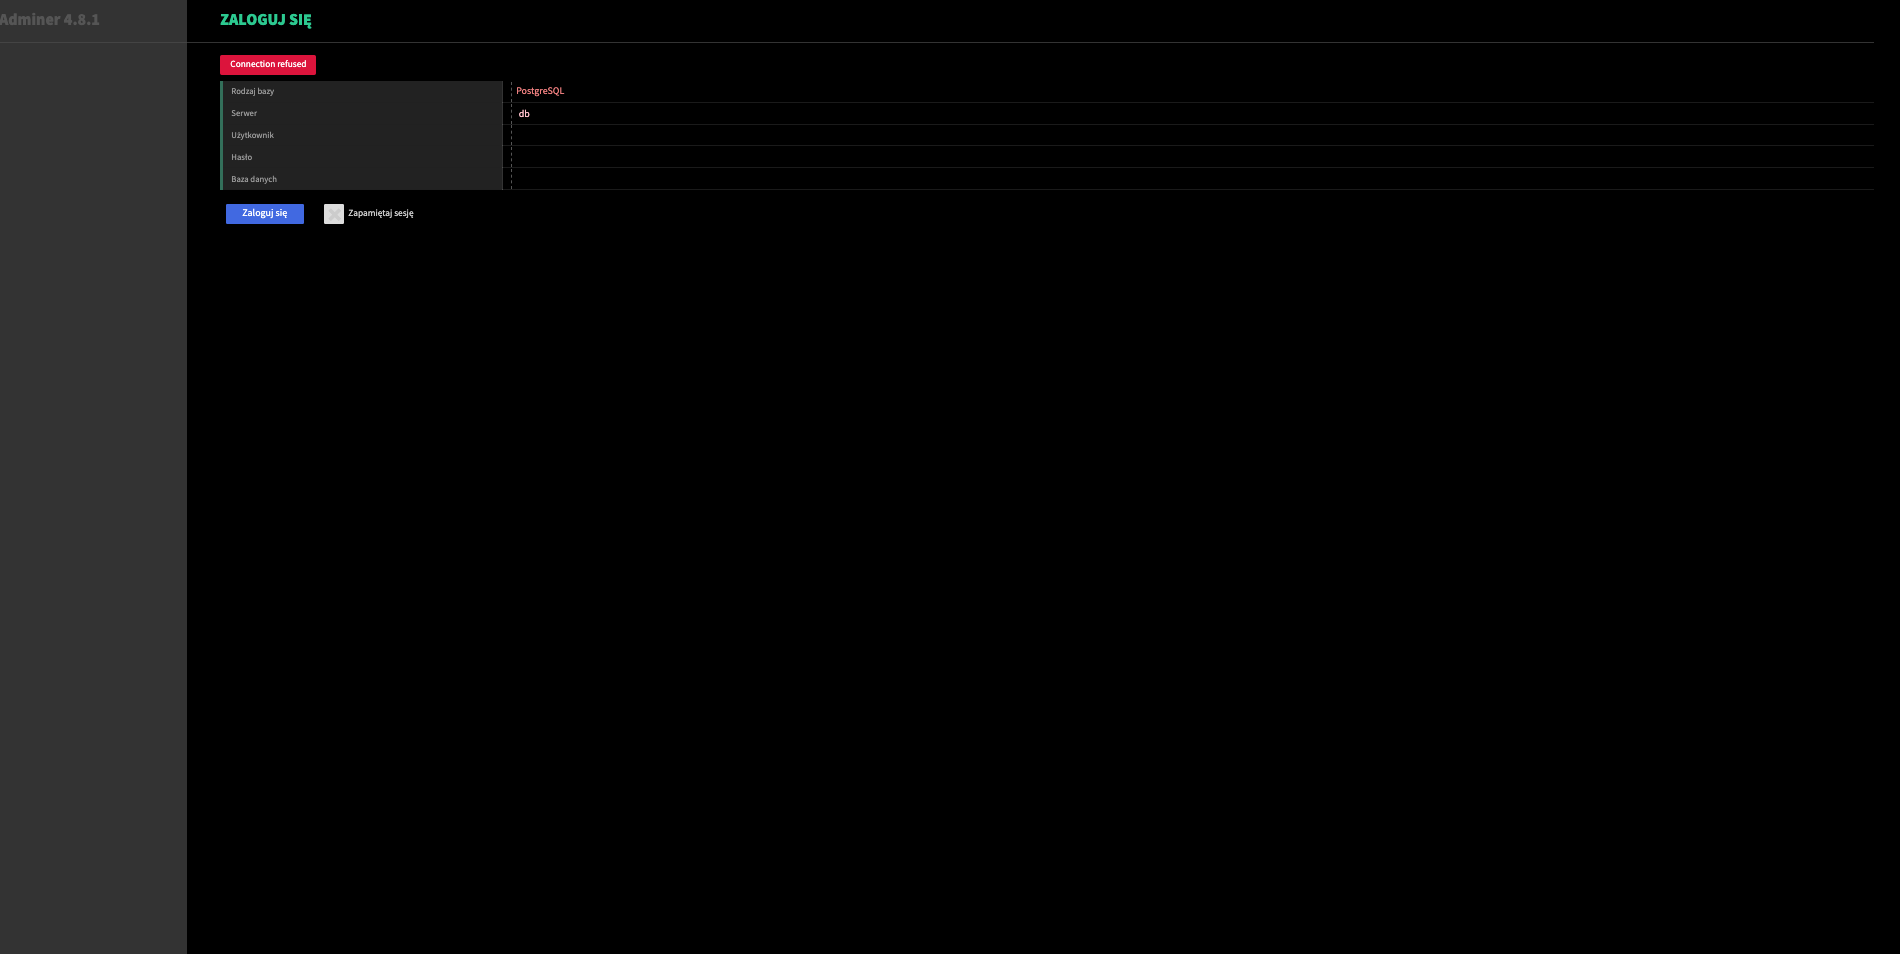 Adminer 4.8.1
ZALOGUJ SIĘ
Connection refused
Rodzaj bazy PostgreSQL
Serwer db
Użytkownik
Hasło
Baza danych
Zaloguj się Zapamiętaj sesję